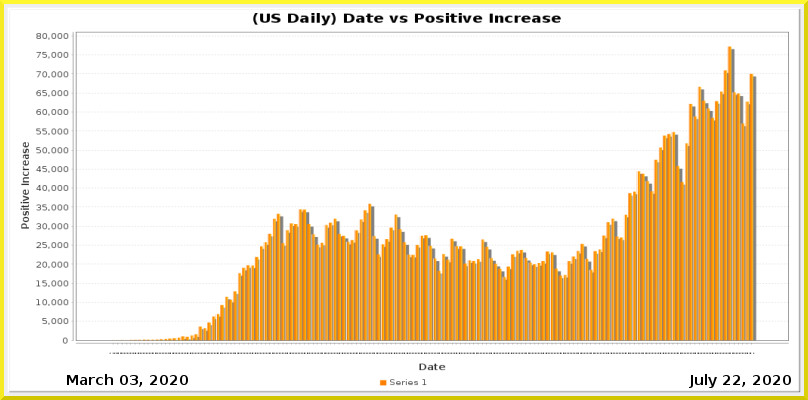 (US Daily) Date vs Positive Increase
80,000
75,000
70,000
65,000
60,000
55,000
50,000
45,000
40,000
35,000
30,000
25,000
20,000
15,000
10,000
5,000
0
Positive Increase
Date
March 03, 2020
Series 1
July 22, 2020